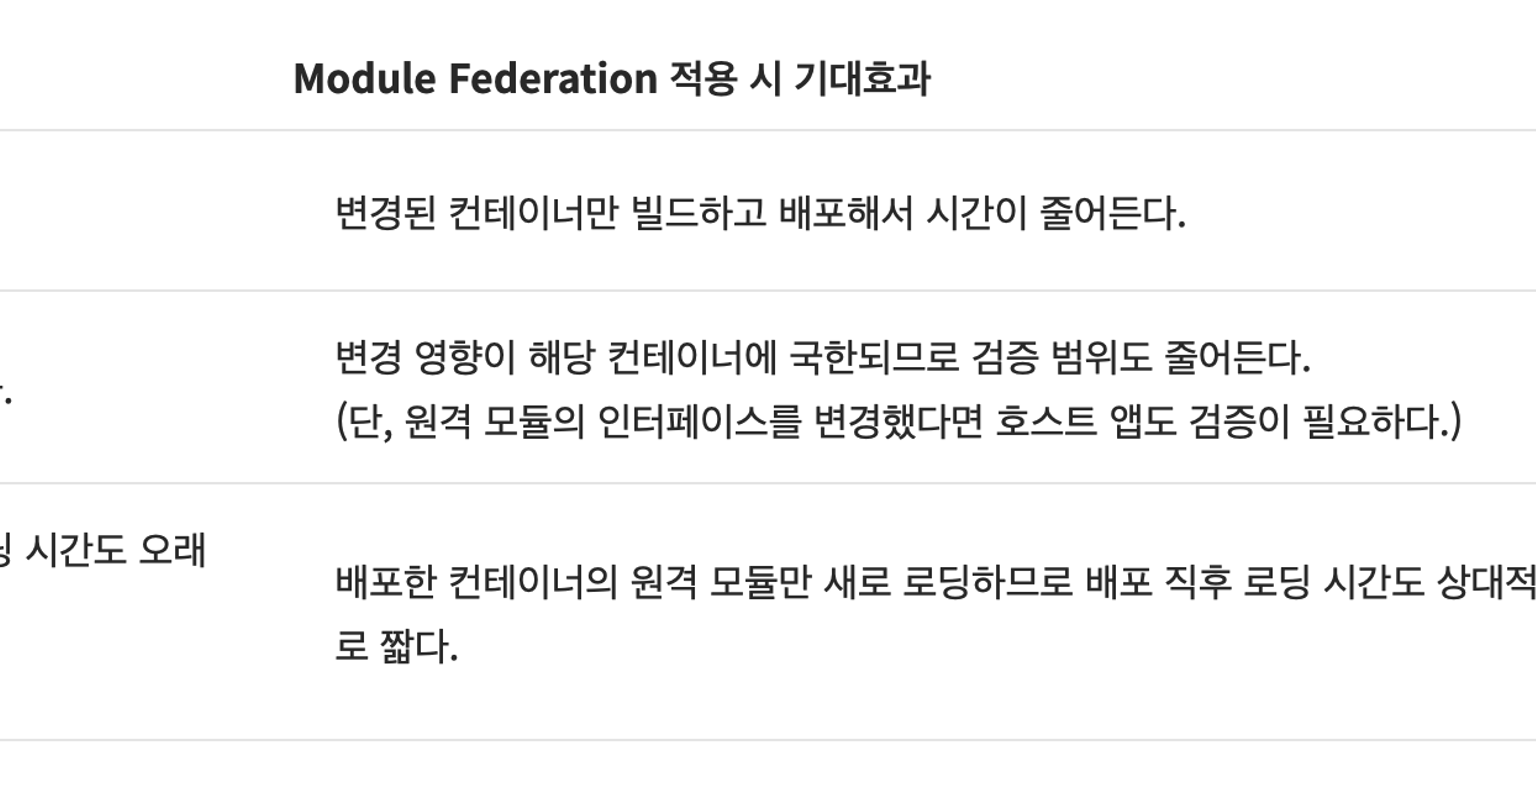 Module Federation 적용 시 기대효과
변경된 컨테이너만 빌드하고 배포해서 시간이 줄어든다.
변경 영향이 해당 컨테이너에 국한되므로 검증 범위도 줄어든다.
(단, 원격 모듈의 인터페이스를 변경했다면 호스트 앱도 검증이 필요하다.)
시간도 오래
배포한 컨테이너의 원격 모듈만 새로 로딩하므로 배포 직후 로딩 시간도 상대적
로 짧다.